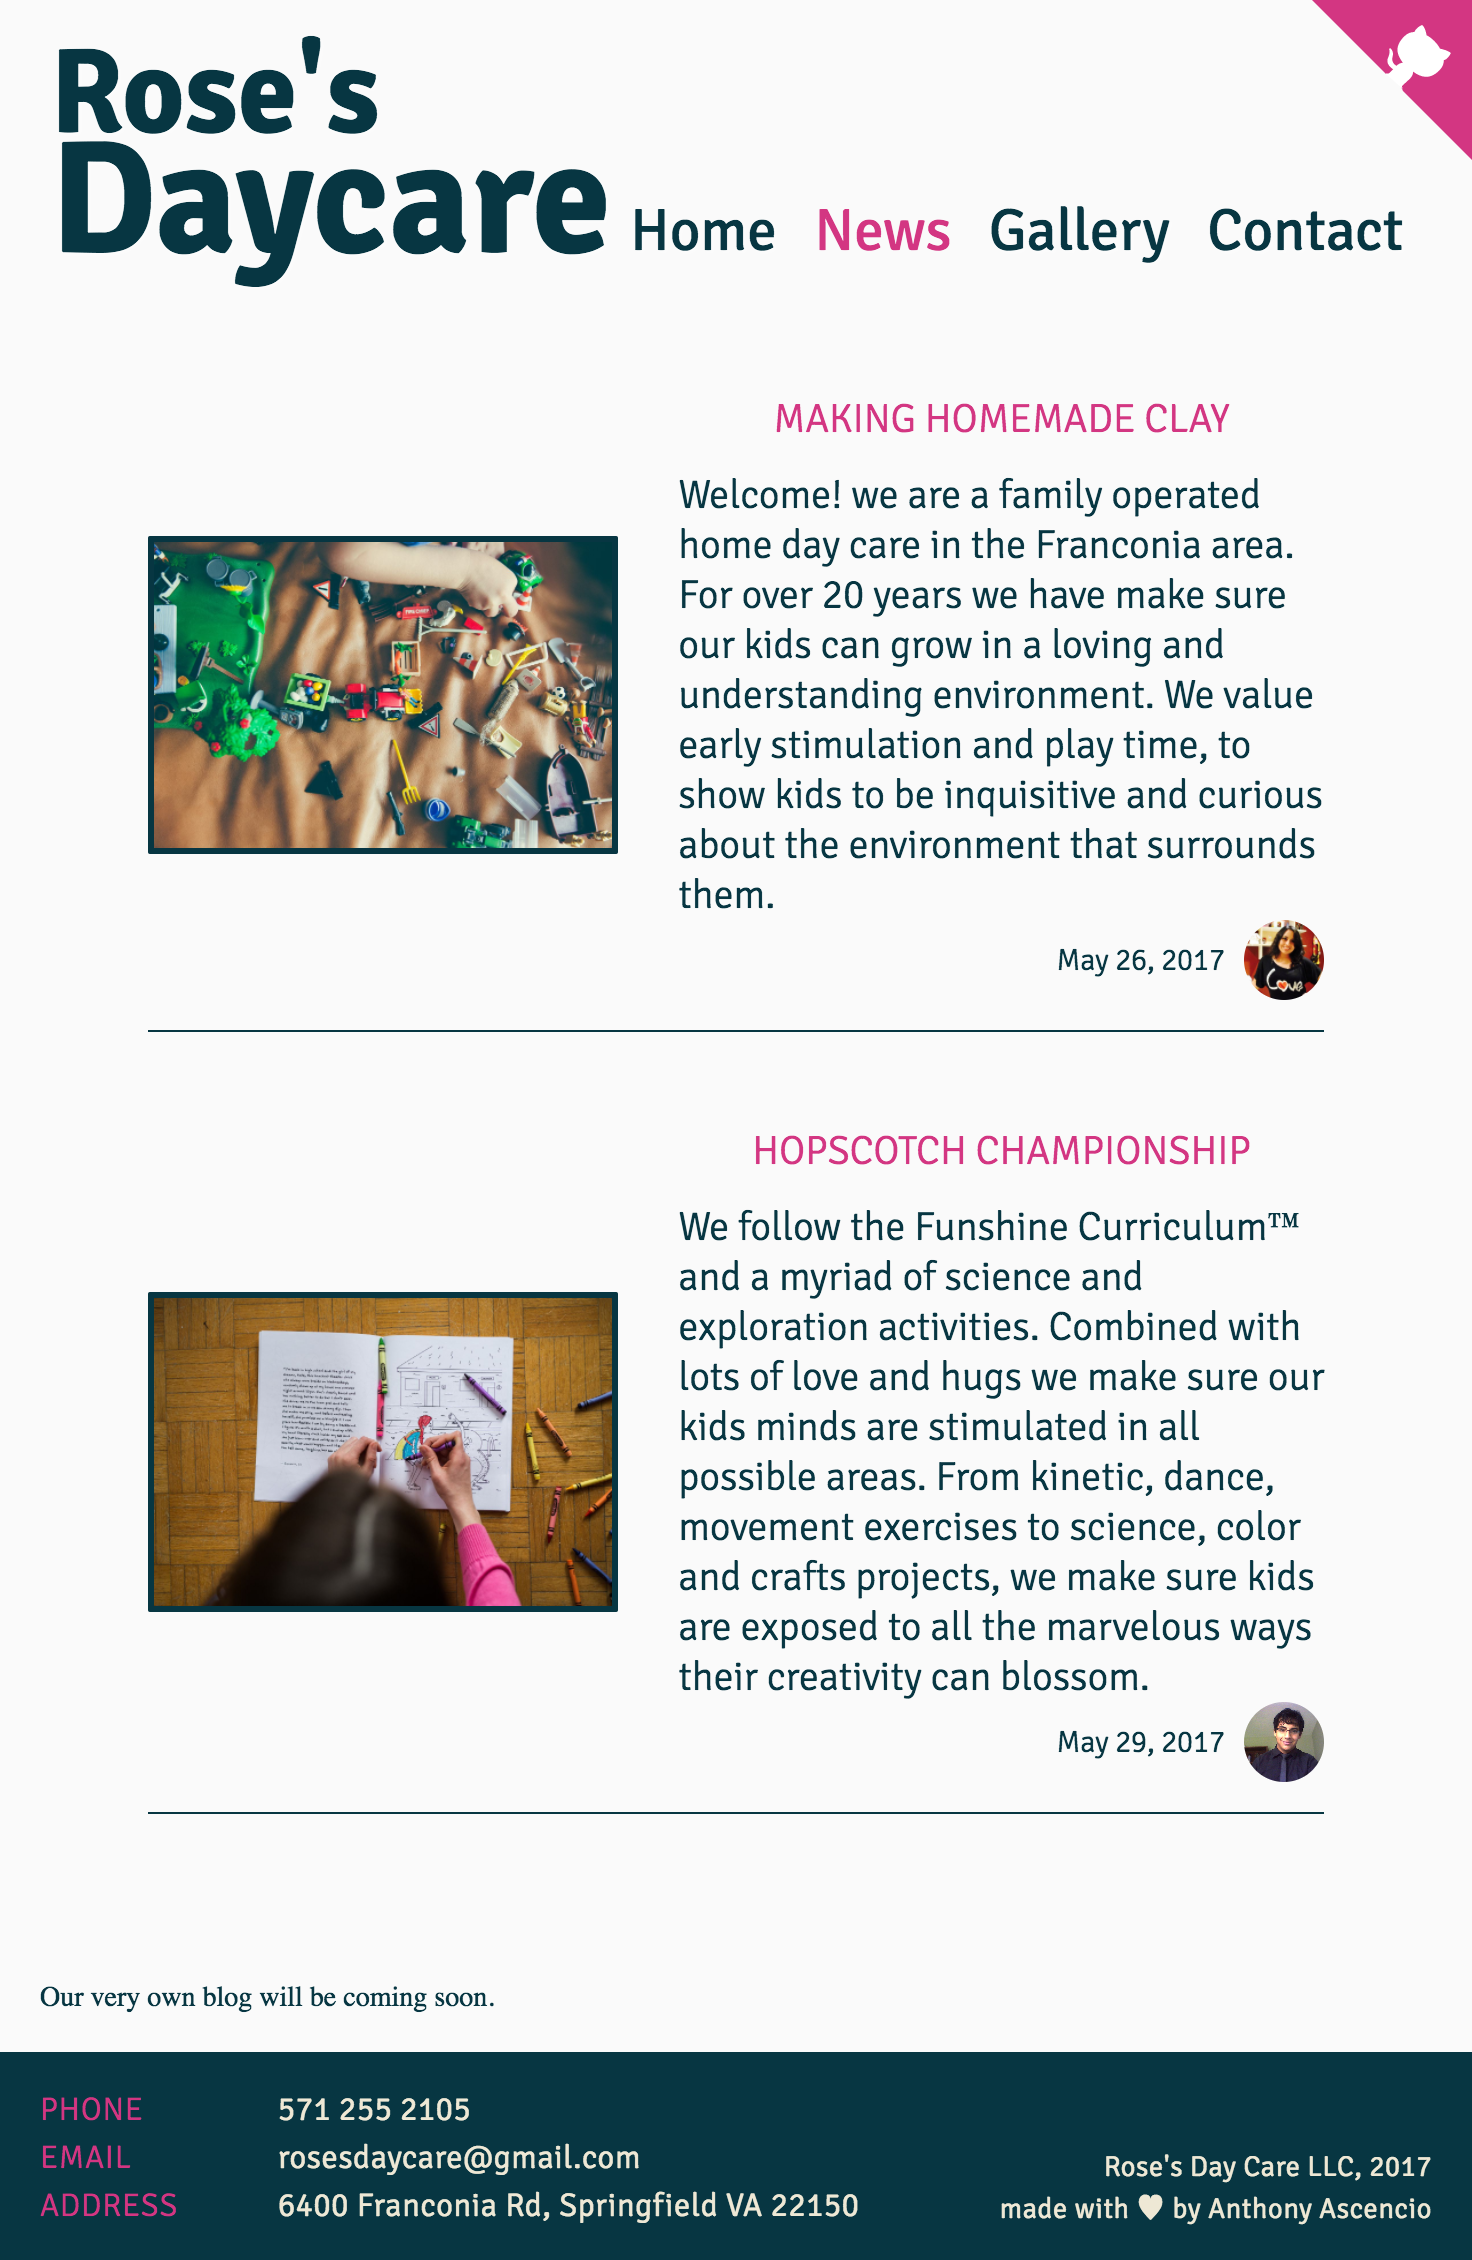 Rose's
Daycare
Home News Gallery Contact
MAKING HOMEMADE CLAY
Welcome! we are a family operated
home day care in the Franconia area.
For over 20 years we have make sure
our kids can grow in a loving and
understanding environment. We value
early stimulation and play time, to
show kids to be inquisitive and curious
about the environment that surrounds
them.
May 26, 2017
Love
HOPSCOTCH CHAMPIONSHIP
We follow the Funshine Curriculum™
and a myriad of science and
exploration activities. Combined with
lots of love and hugs we make sure our
kids minds are stimulated in all
possible areas. From kinetic, dance,
movement exercises to science, color
and crafts projects, we make sure kids
are exposed to all the marvelous ways
their creativity can blossom.
May 29, 2017
Our very own blog will be coming soon.
PHONE 571 255 2105
EMAIL rosesdaycare@gmail.com
ADDRESS 6400 Franconia Rd, Springfield VA 22150
Rose's Day Care LLC, 2017
made with ♥ by Anthony Ascencio